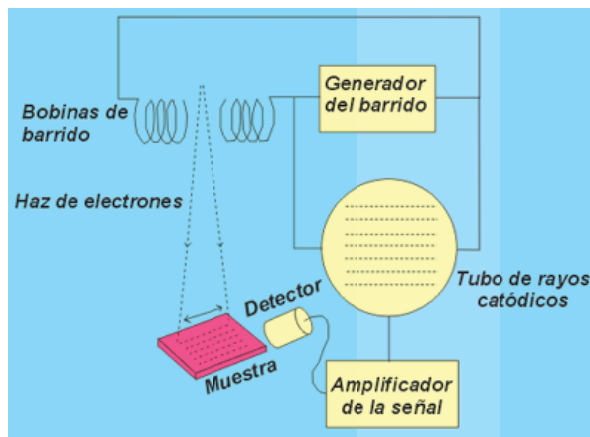 Generador
del barrido
Bobinas de
barrido
Haz de electrones
Tubo de rayos
catódicos
Detector
Muestra
Amplificador
de la señal